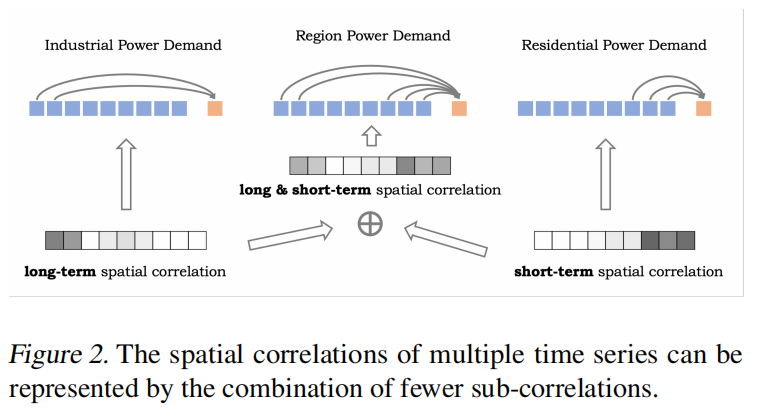 Industrial Power Demand
Region Power Demand
Residential Power Demand
long & short-term spatial correlation
long-term spatial correlation
short-term spatial correlation
Figure 2. The spatial correlations of multiple time series can be
represented by the combination of fewer sub-correlations.